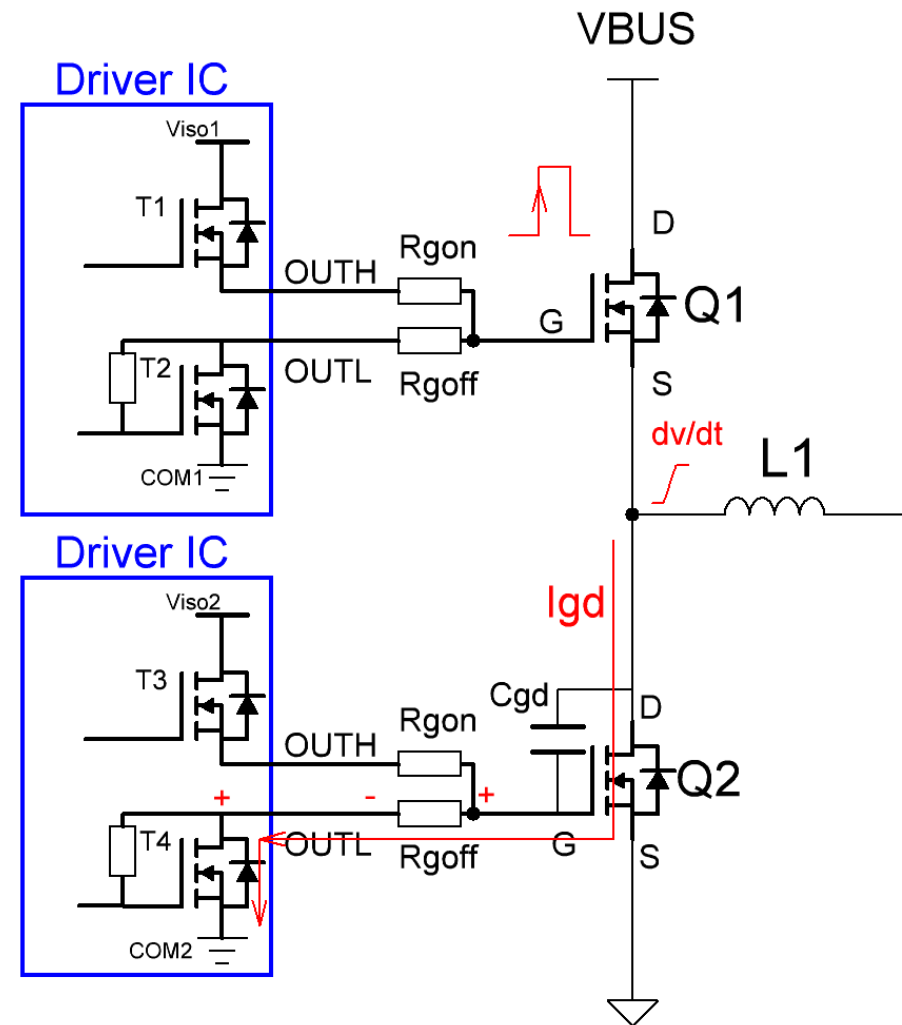 VBUS
Driver IC
Viso1
T1
OUTH
Rgon
D
Q1
G
T2
OUTL
Rgoff
S
COM1
dv/dt
L1
Driver IC
Viso2
Igd
T3
Cgd
D
OUTH
Rgon
Q2
+ - +
T4
OUTL
Rgoff
G
S
COM2